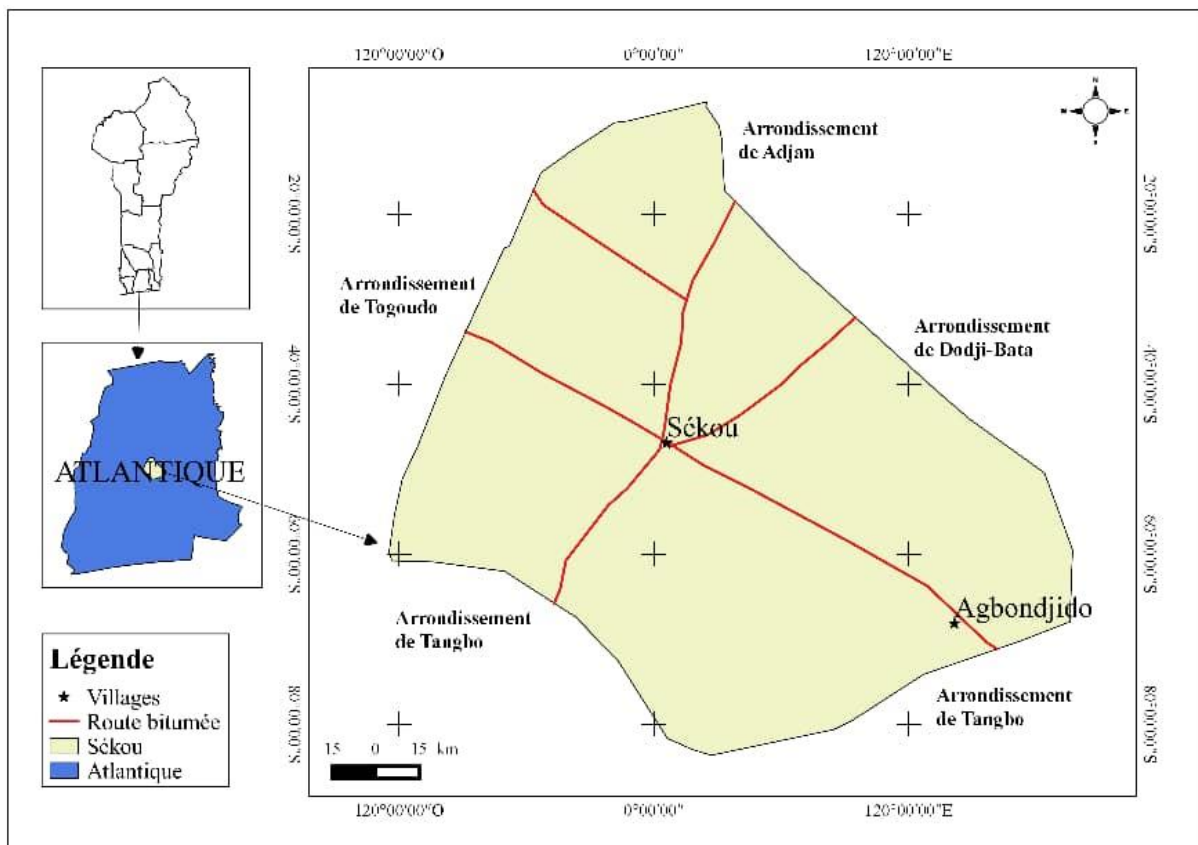 120°00'00"O 0°00'00" 120°00'00"E
N
E
S
Arrondissement
de Adjan
20°00'00"S 20°00'00"S
Arrondissement
de Togoudo
Arrondissement
de Dodji-Bata
40°00'00"S 40°00'00"S
Sékou
ATLANTIQUE
60°00'00"S 60°00'00"S
Agbondjido
Arrondissement
de Tangbo
Arrondissement
de Tangbo
80°00'00"S 80°00'00"S
Légende
Villages
Route bitumée
Sékou
Atlantique
15 0 15 km
120°00'00"O 0°00'00" 120°00'00"E